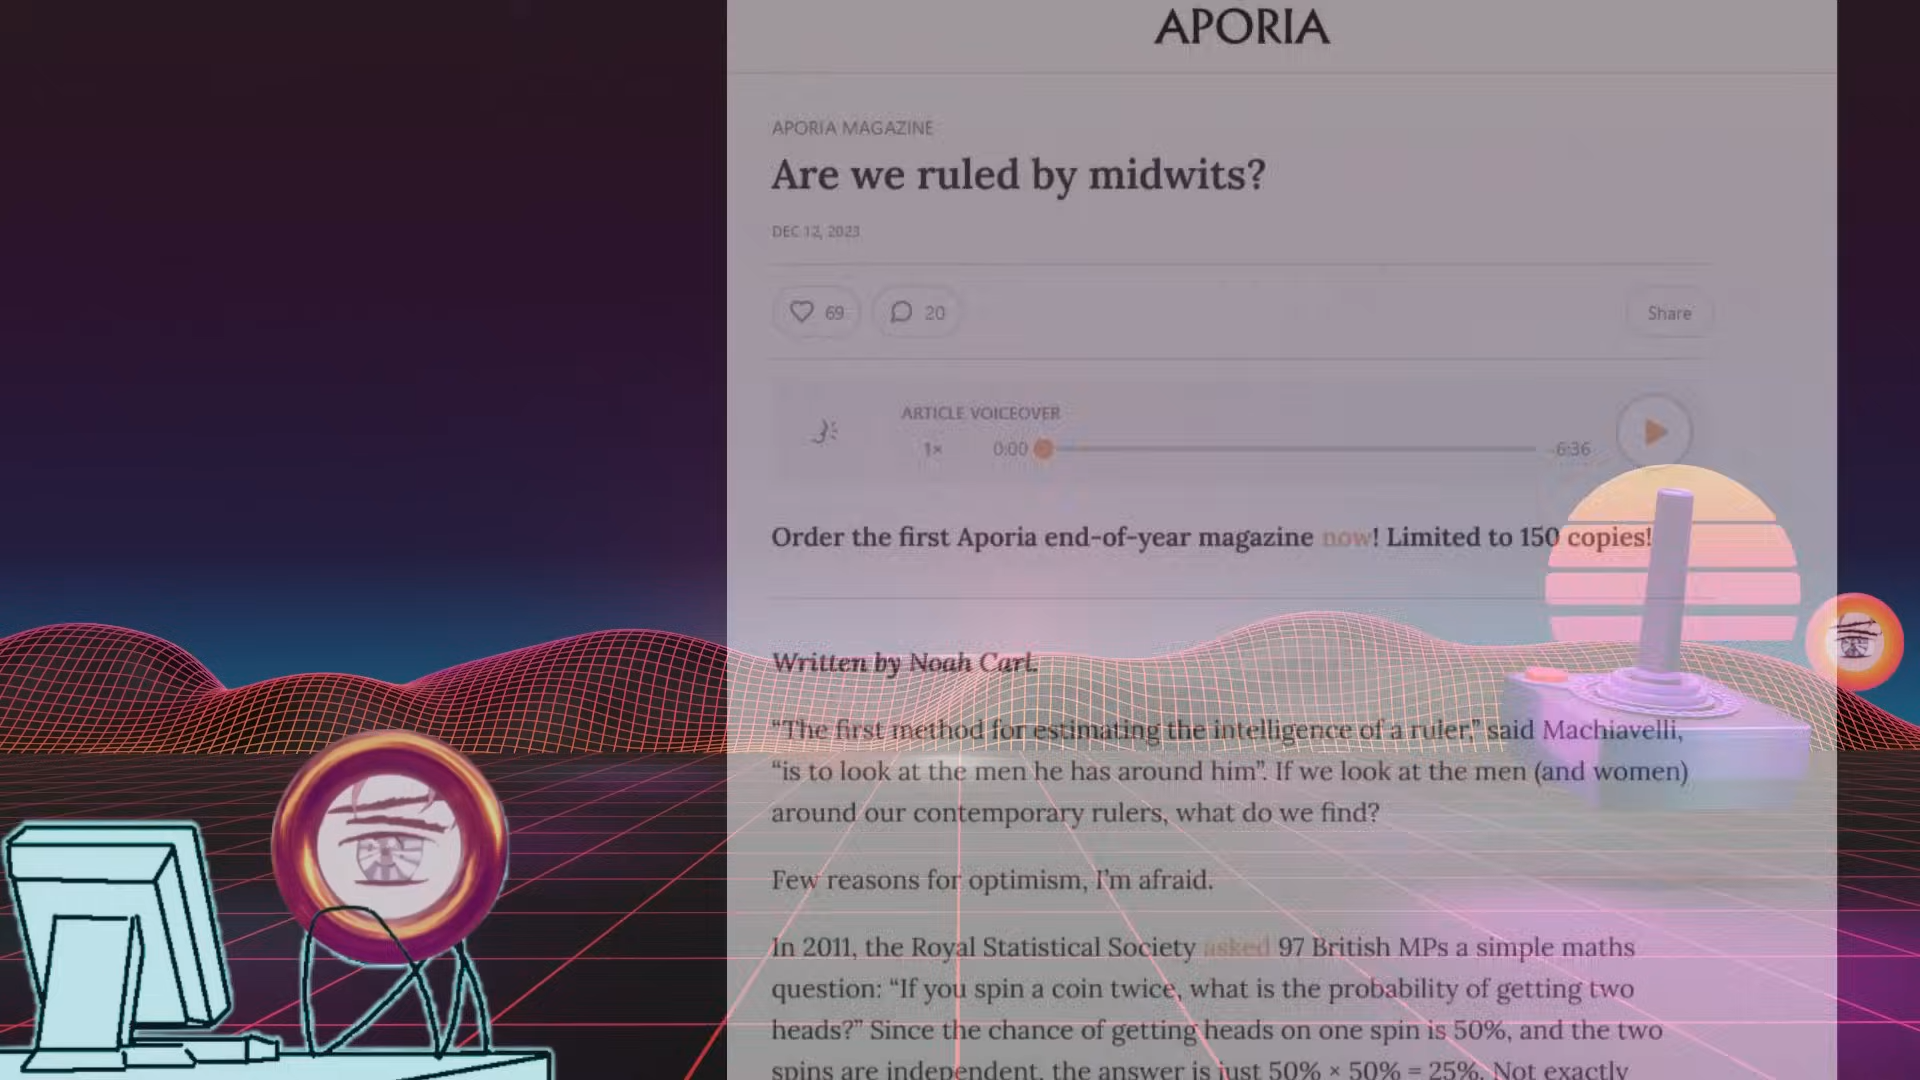 APORIA
APORIA MAGAZINE
Are we ruled by midwits?
DEC 12, 2023
69
20
Share
ARTICLE VOICEOVER
1×
0:00
-6:36
Order the first Aporia end-of-year magazine now! Limited to 150 copies!
Written by Noah Carl.
“The first method for estimating the intelligence of a ruler,” said Machiavelli,
“is to look at the men he has around him”. If we look at the men (and women)
around our contemporary rulers, what do we find?
Few reasons for optimism, I’m afraid.
In 2011, the Royal Statistical Society asked 97 British MPs a simple maths
question: “If you spin a coin twice, what is the probability of getting two
heads?” Since the chance of getting heads on one spin is 50%, and the two
spins are independent, the answer is just 50% × 50% = 25%. Not exactly